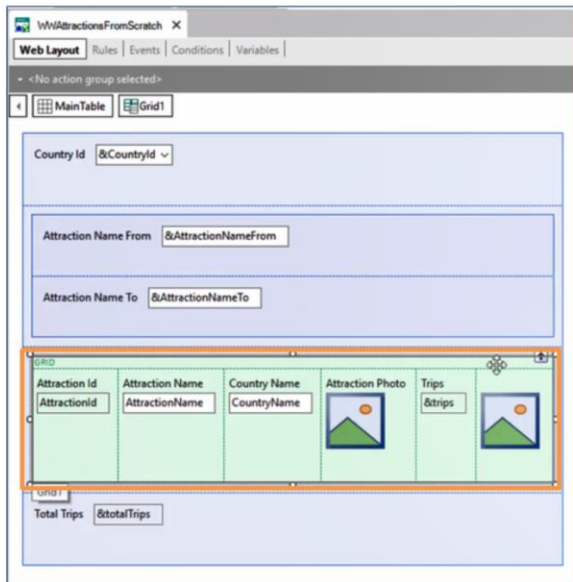 WWAttractionsFromScratch X
Web Layout Rules Events Conditions Variables
<No action group selected>
MainTable Grid1
Country Id &CountryId
Attraction Name From &AttractionNameFrom
Attraction Name To &AttractionNameTo
GRID
Attraction Id Attraction Name Country Name Attraction Photo Trips
AttractionId AttractionName CountryName &trips
Grid1
Total Trips &totalTrips